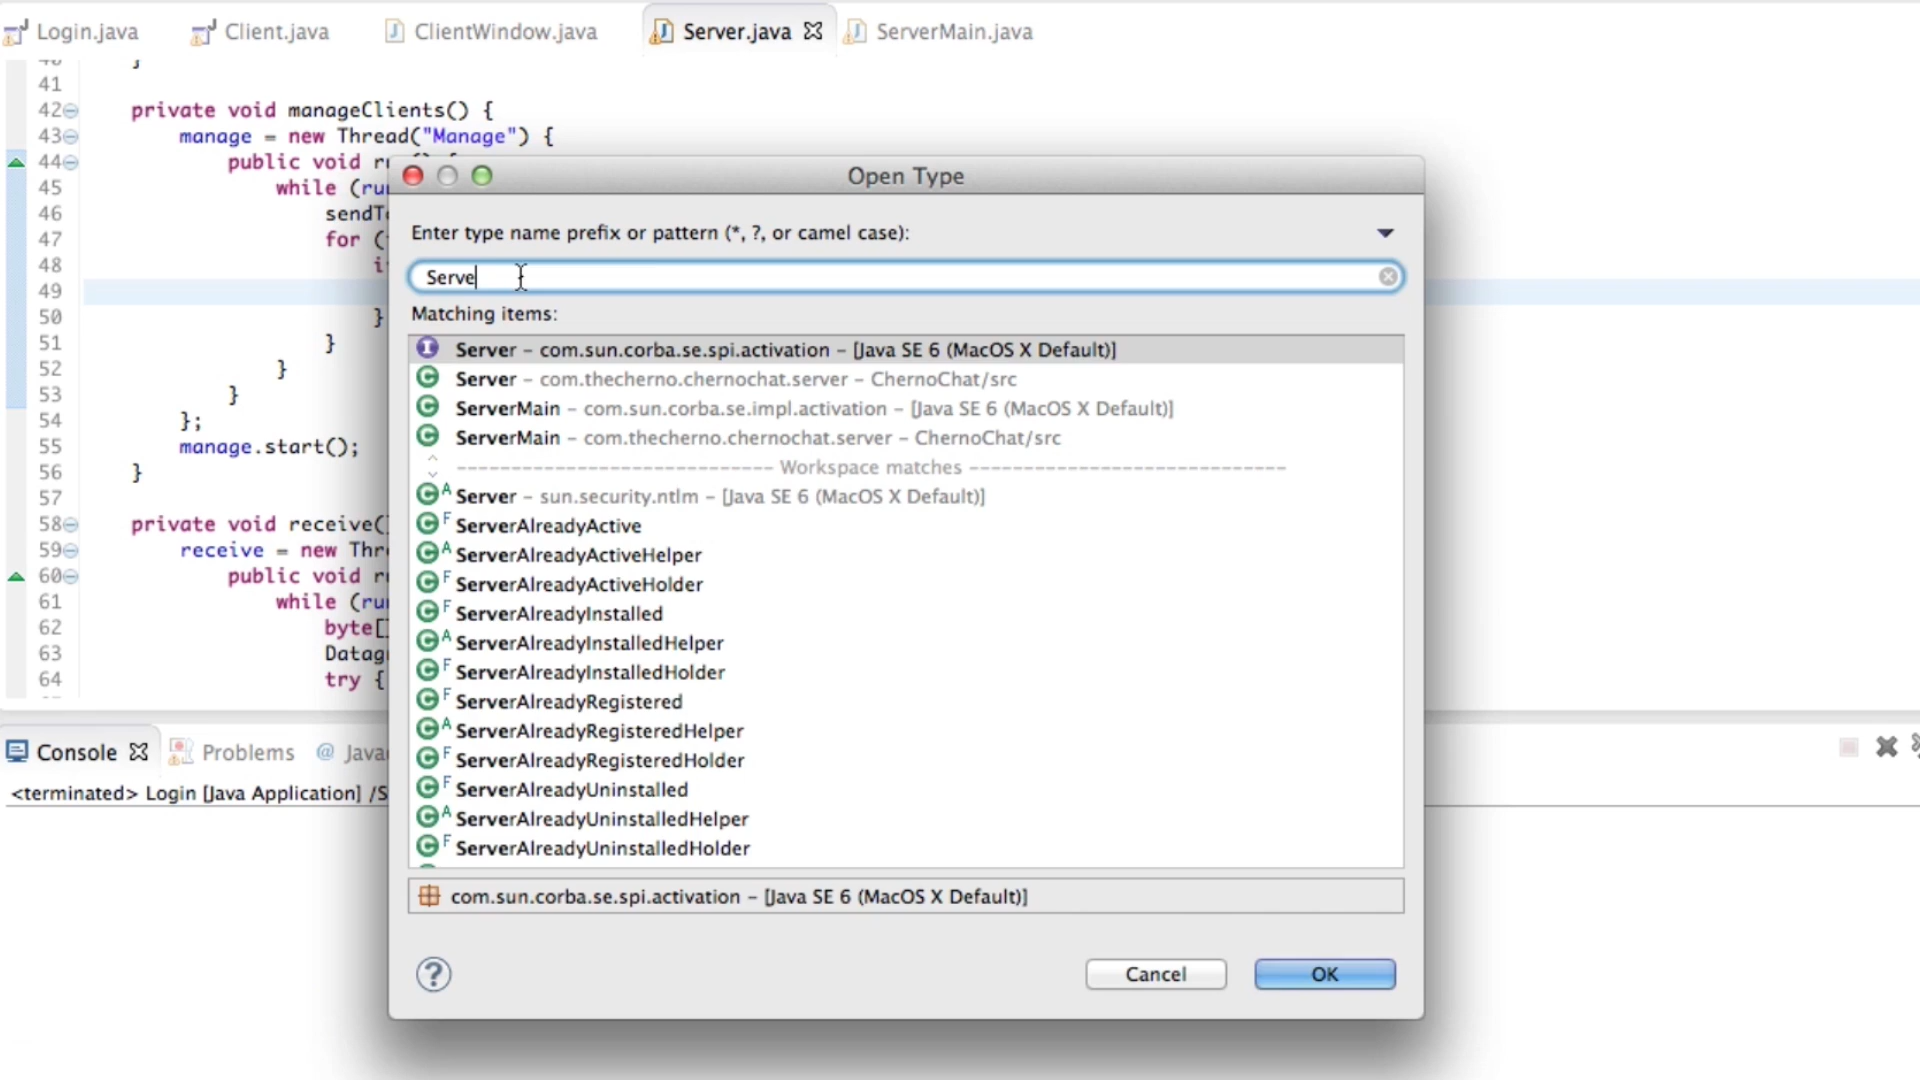 Login.java Client.java ClientWindow.java Server.java ServerMain.java
41
42 private void manageClients() {
43 manage = new Thread("Manage") {
44 public void
45 while (
46
47 for (
48
49
50 }
51 }
52 }
53 }
54 };
55 manage.start();
56 }
57
58 private void receive(
59 receive = new
60 public void
61 while (
62 byte[
63
64 try {
Open Type
Enter type name prefix or pattern (*, ?, or camel case):
Serve
Matching items:
Server – com.sun.corba.se.spi.activation – [Java SE 6 (MacOS X Default)]
Server – com.thecherno.chernochat.server – ChernoChat/src
ServerMain – com.sun.corba.se.impl.activation – [Java SE 6 (MacOS X Default)]
ServerMain – com.thecherno.chernochat.server – ChernoChat/src
---------------------------- Workspace matches ----------------------------
A Server – sun.security.ntlm – [Java SE 6 (MacOS X Default)]
F ServerAlreadyActive
A ServerAlreadyActiveHelper
F ServerAlreadyActiveHolder
F ServerAlreadyInstalled
A ServerAlreadyInstalledHelper
F ServerAlreadyInstalledHolder
F ServerAlreadyRegistered
A ServerAlreadyRegisteredHelper
F ServerAlreadyRegisteredHolder
F ServerAlreadyUninstalled
A ServerAlreadyUninstalledHelper
F ServerAlreadyUninstalledHolder
com.sun.corba.se.spi.activation – [Java SE 6 (MacOS X Default)]
? Cancel OK
Console Problems @
<terminated> Login [Java Application] /S